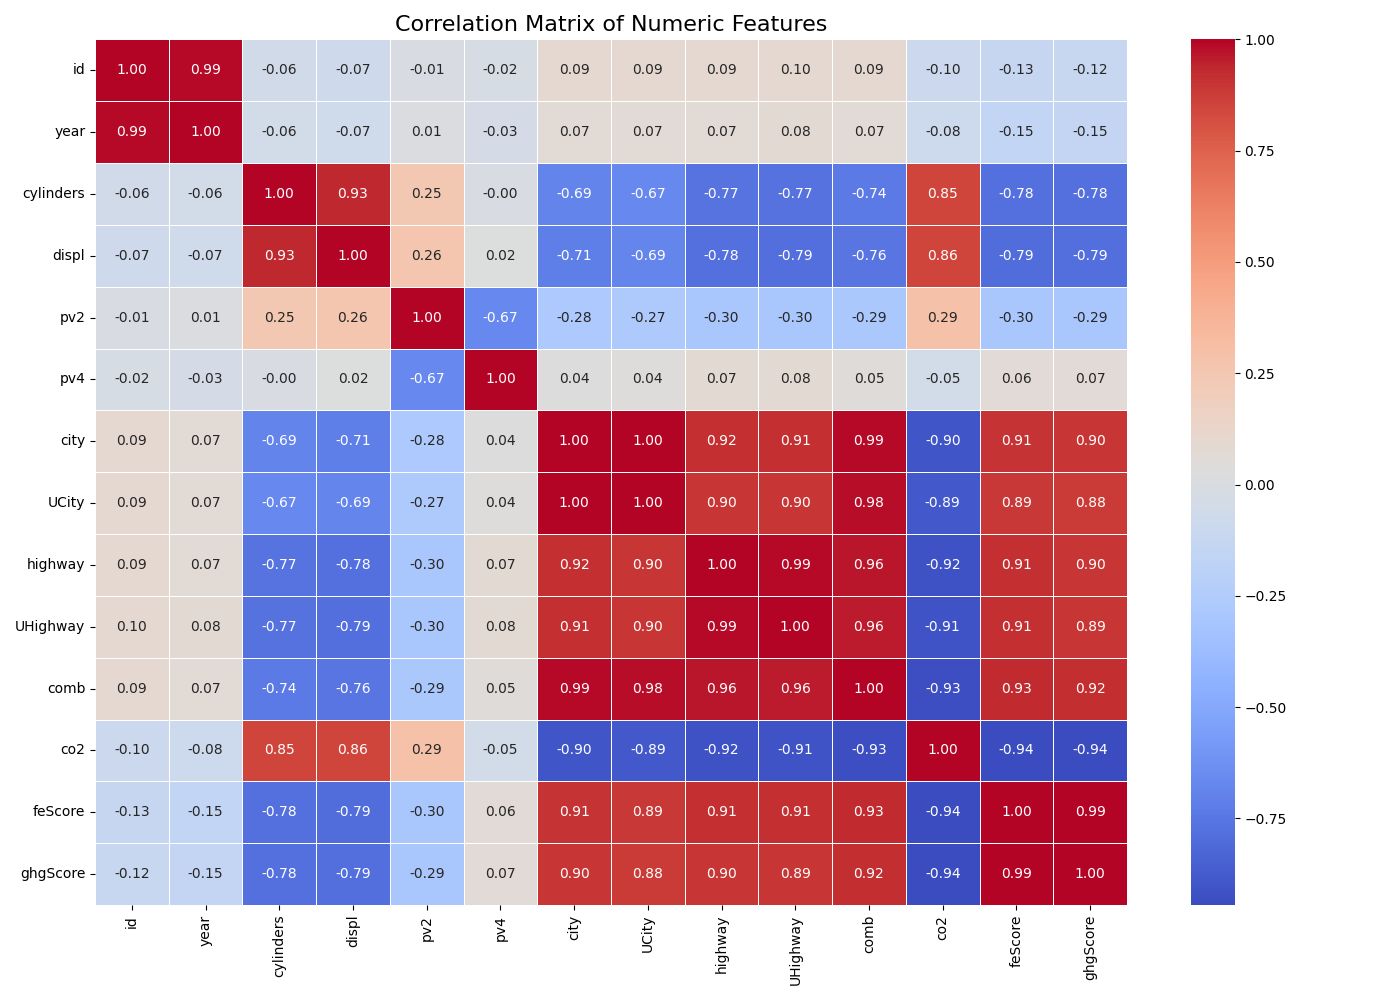 Correlation Matrix of Numeric Features
id 1.00 0.99 -0.06 -0.07 -0.01 -0.02 0.09 0.09 0.09 0.10 0.09 -0.10 -0.13 -0.12
year 0.99 1.00 -0.06 -0.07 0.01 -0.03 0.07 0.07 0.07 0.08 0.07 -0.08 -0.15 -0.15
cylinders -0.06 -0.06 1.00 0.93 0.25 -0.00 -0.69 -0.67 -0.77 -0.77 -0.74 0.85 -0.78 -0.78
displ -0.07 -0.07 0.93 1.00 0.26 0.02 -0.71 -0.69 -0.78 -0.79 -0.76 0.86 -0.79 -0.79
pv2 -0.01 0.01 0.25 0.26 1.00 -0.67 -0.28 -0.27 -0.30 -0.30 -0.29 0.29 -0.30 -0.29
pv4 -0.02 -0.03 -0.00 0.02 -0.67 1.00 0.04 0.04 0.07 0.08 0.05 -0.05 0.06 0.07
city 0.09 0.07 -0.69 -0.71 -0.28 0.04 1.00 1.00 0.92 0.91 0.99 -0.90 0.91 0.90
UCity 0.09 0.07 -0.67 -0.69 -0.27 0.04 1.00 1.00 0.90 0.90 0.98 -0.89 0.89 0.88
highway 0.09 0.07 -0.77 -0.78 -0.30 0.07 0.92 0.90 1.00 0.99 0.96 -0.92 0.91 0.90
UHighway 0.10 0.08 -0.77 -0.79 -0.30 0.08 0.91 0.90 0.99 1.00 0.96 -0.91 0.91 0.89
comb 0.09 0.07 -0.74 -0.76 -0.29 0.05 0.99 0.98 0.96 0.96 1.00 -0.93 0.93 0.92
co2 -0.10 -0.08 0.85 0.86 0.29 -0.05 -0.90 -0.89 -0.92 -0.91 -0.93 1.00 -0.94 -0.94
feScore -0.13 -0.15 -0.78 -0.79 -0.30 0.06 0.91 0.89 0.91 0.91 0.93 -0.94 1.00 0.99
ghgScore -0.12 -0.15 -0.78 -0.79 -0.29 0.07 0.90 0.88 0.90 0.89 0.92 -0.94 0.99 1.00
id year cylinders displ pv2 pv4 city UCity highway UHighway comb co2 feScore ghgScore
1.00
0.75
0.50
0.25
0.00
−0.25
−0.50
−0.75